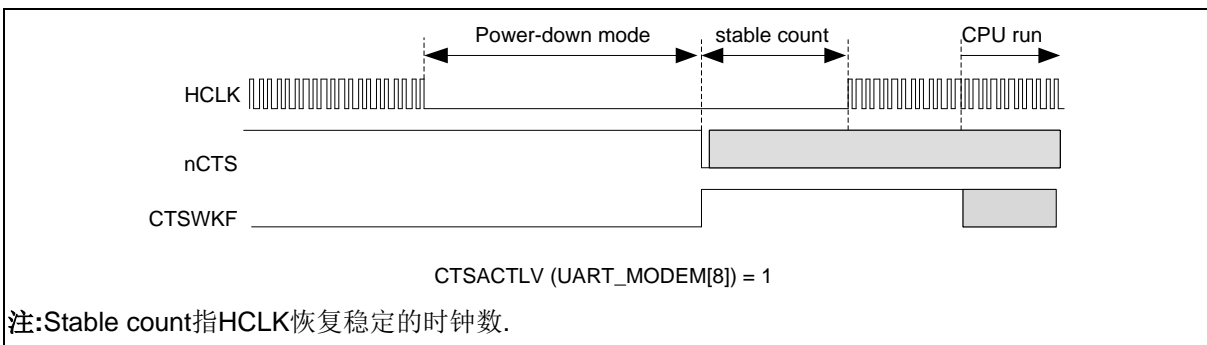 Power-down mode stable count CPU run
HCLK
nCTS
CTSWKF
CTSACTLV (UART_MODEM[8]) = 1
注:Stable count指HCLK恢复稳定的时钟数.